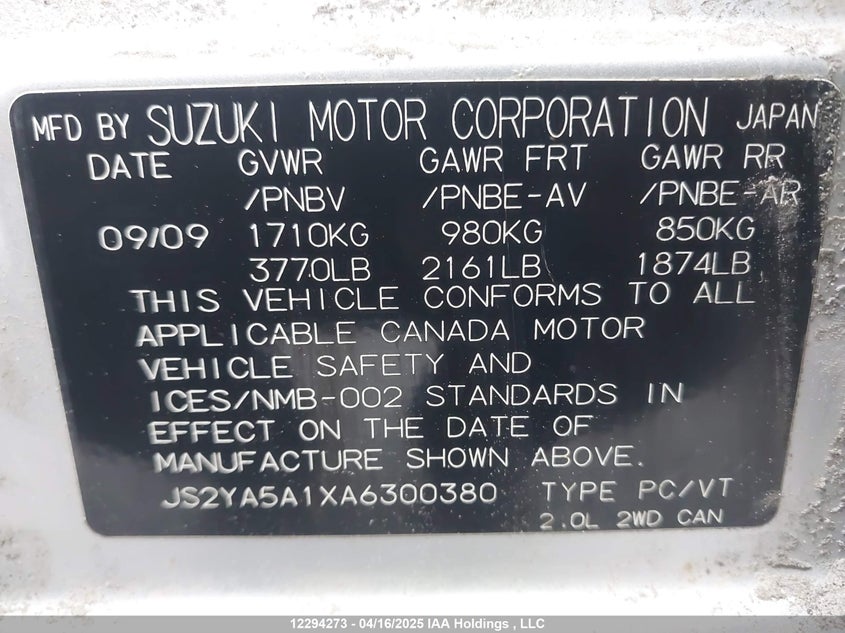 MFD BY SUZUKI MOTOR CORPORATION JAPAN
DATE GVWR GAWR FRT GAWR RR
/PNBV /PNBE-AV /PNBE-AR
09/09 1710KG 980KG 850KG
3770LB 2161LB 1874LB
THIS VEHICLE CONFORMS TO ALL
APPLICABLE CANADA MOTOR
VEHICLE SAFETY AND
ICES/NMB-002 STANDARDS IN
EFFECT ON THE DATE OF
MANUFACTURE SHOWN ABOVE.
JS2YA5A1XA6300380 TYPE PC/VT
2.0L 2WD CAN
12294273 - 04/16/2025 IAA Holdings , LLC